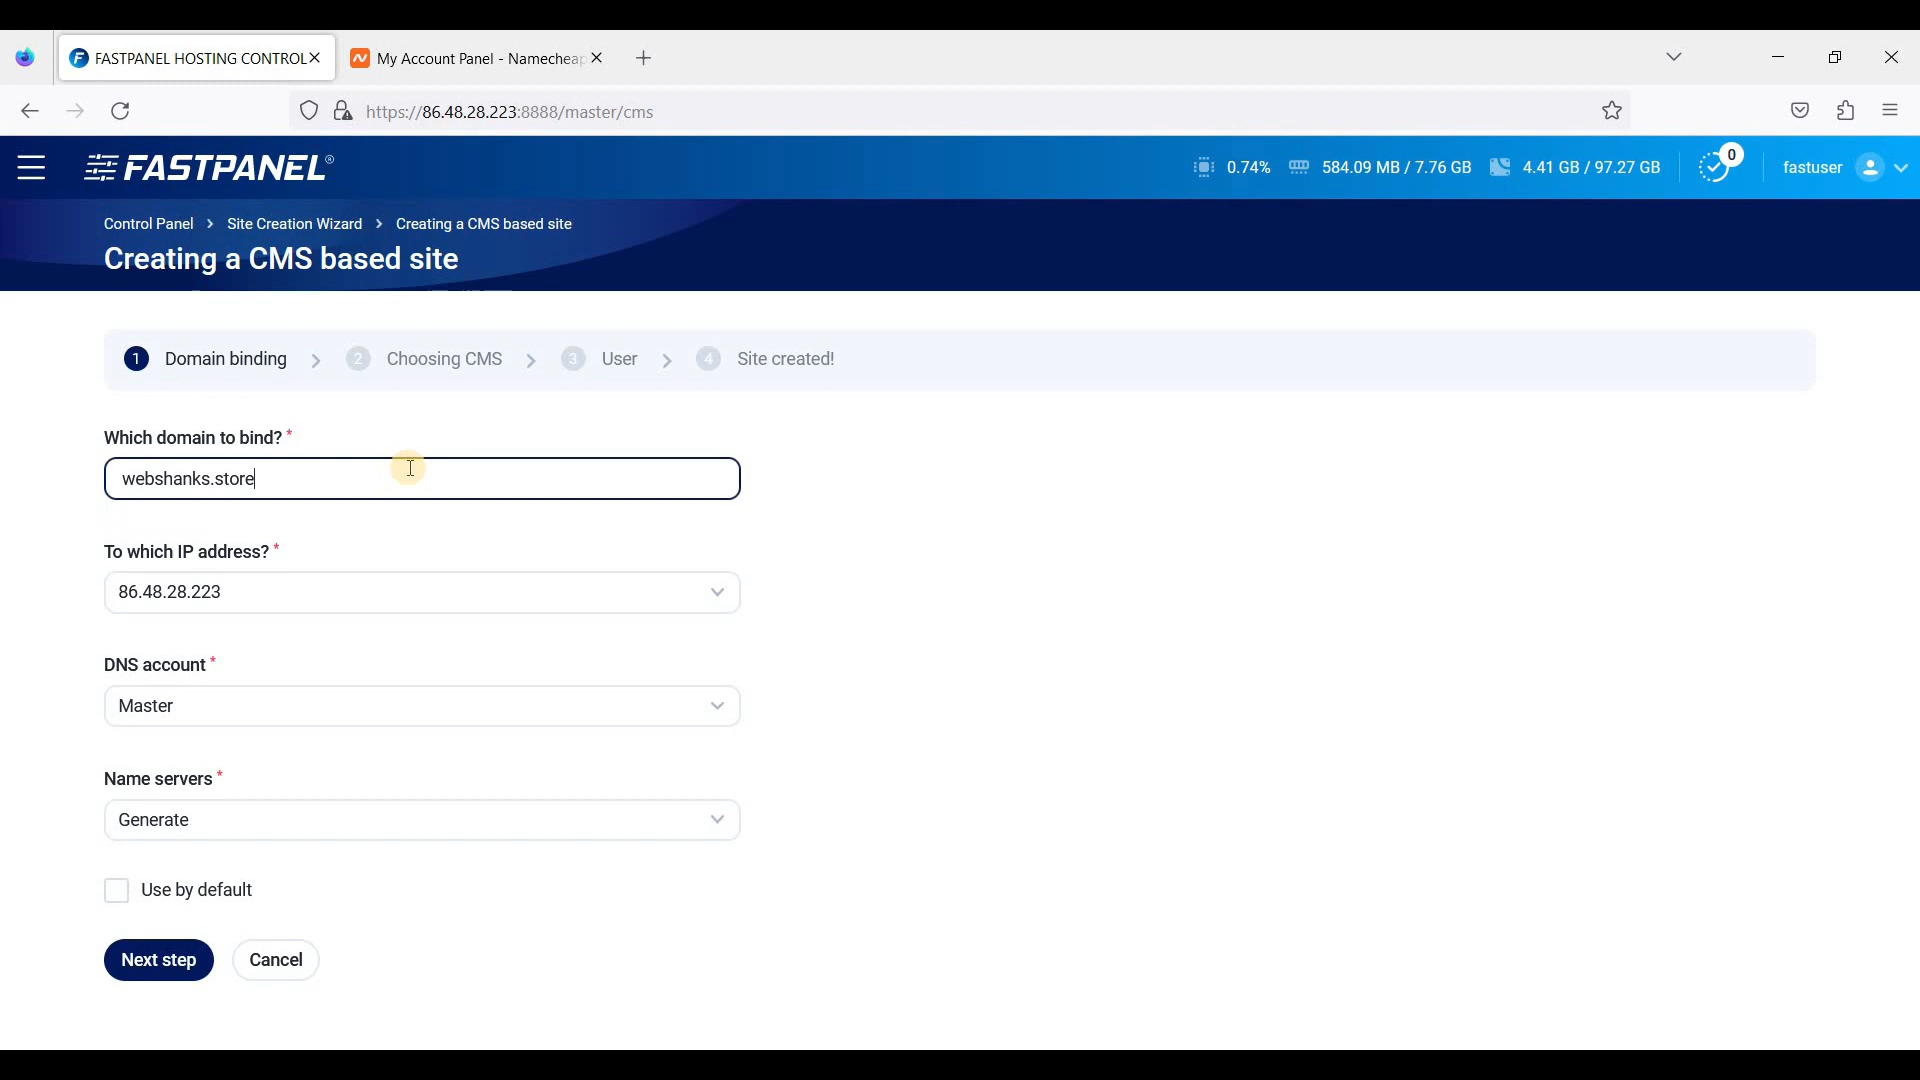 FASTPANEL HOSTING CONTROL
My Account Panel - Namecheap
https://86.48.28.223:8888/master/cms
FASTPANEL®
0.74%
584.09 MB / 7.76 GB
4.41 GB / 97.27 GB
0
fastuser
Control Panel > Site Creation Wizard > Creating a CMS based site
Creating a CMS based site
1 Domain binding > 2 Choosing CMS > 3 User > 4 Site created!
Which domain to bind? *
webshanks.store
To which IP address? *
86.48.28.223
DNS account *
Master
Name servers *
Generate
Use by default
Next step
Cancel